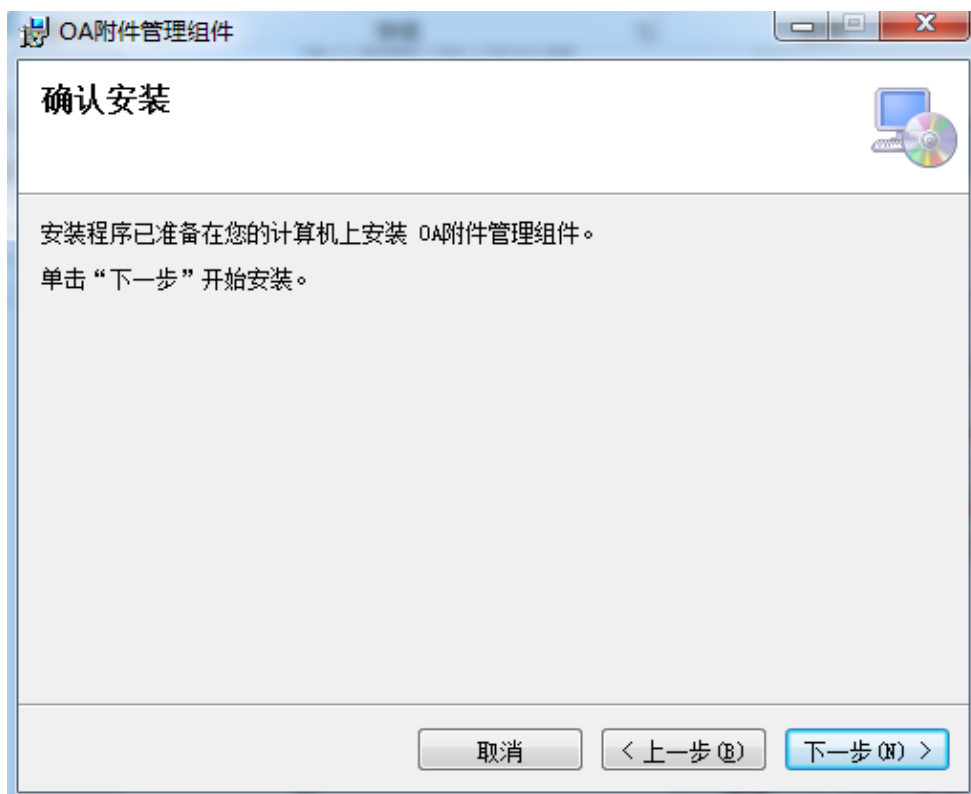 OA附件管理组件
确认安装
安装程序已准备在您的计算机上安装 OA附件管理组件。
单击“下一步”开始安装。
取消
< 上一步(B)
下一步(N) >